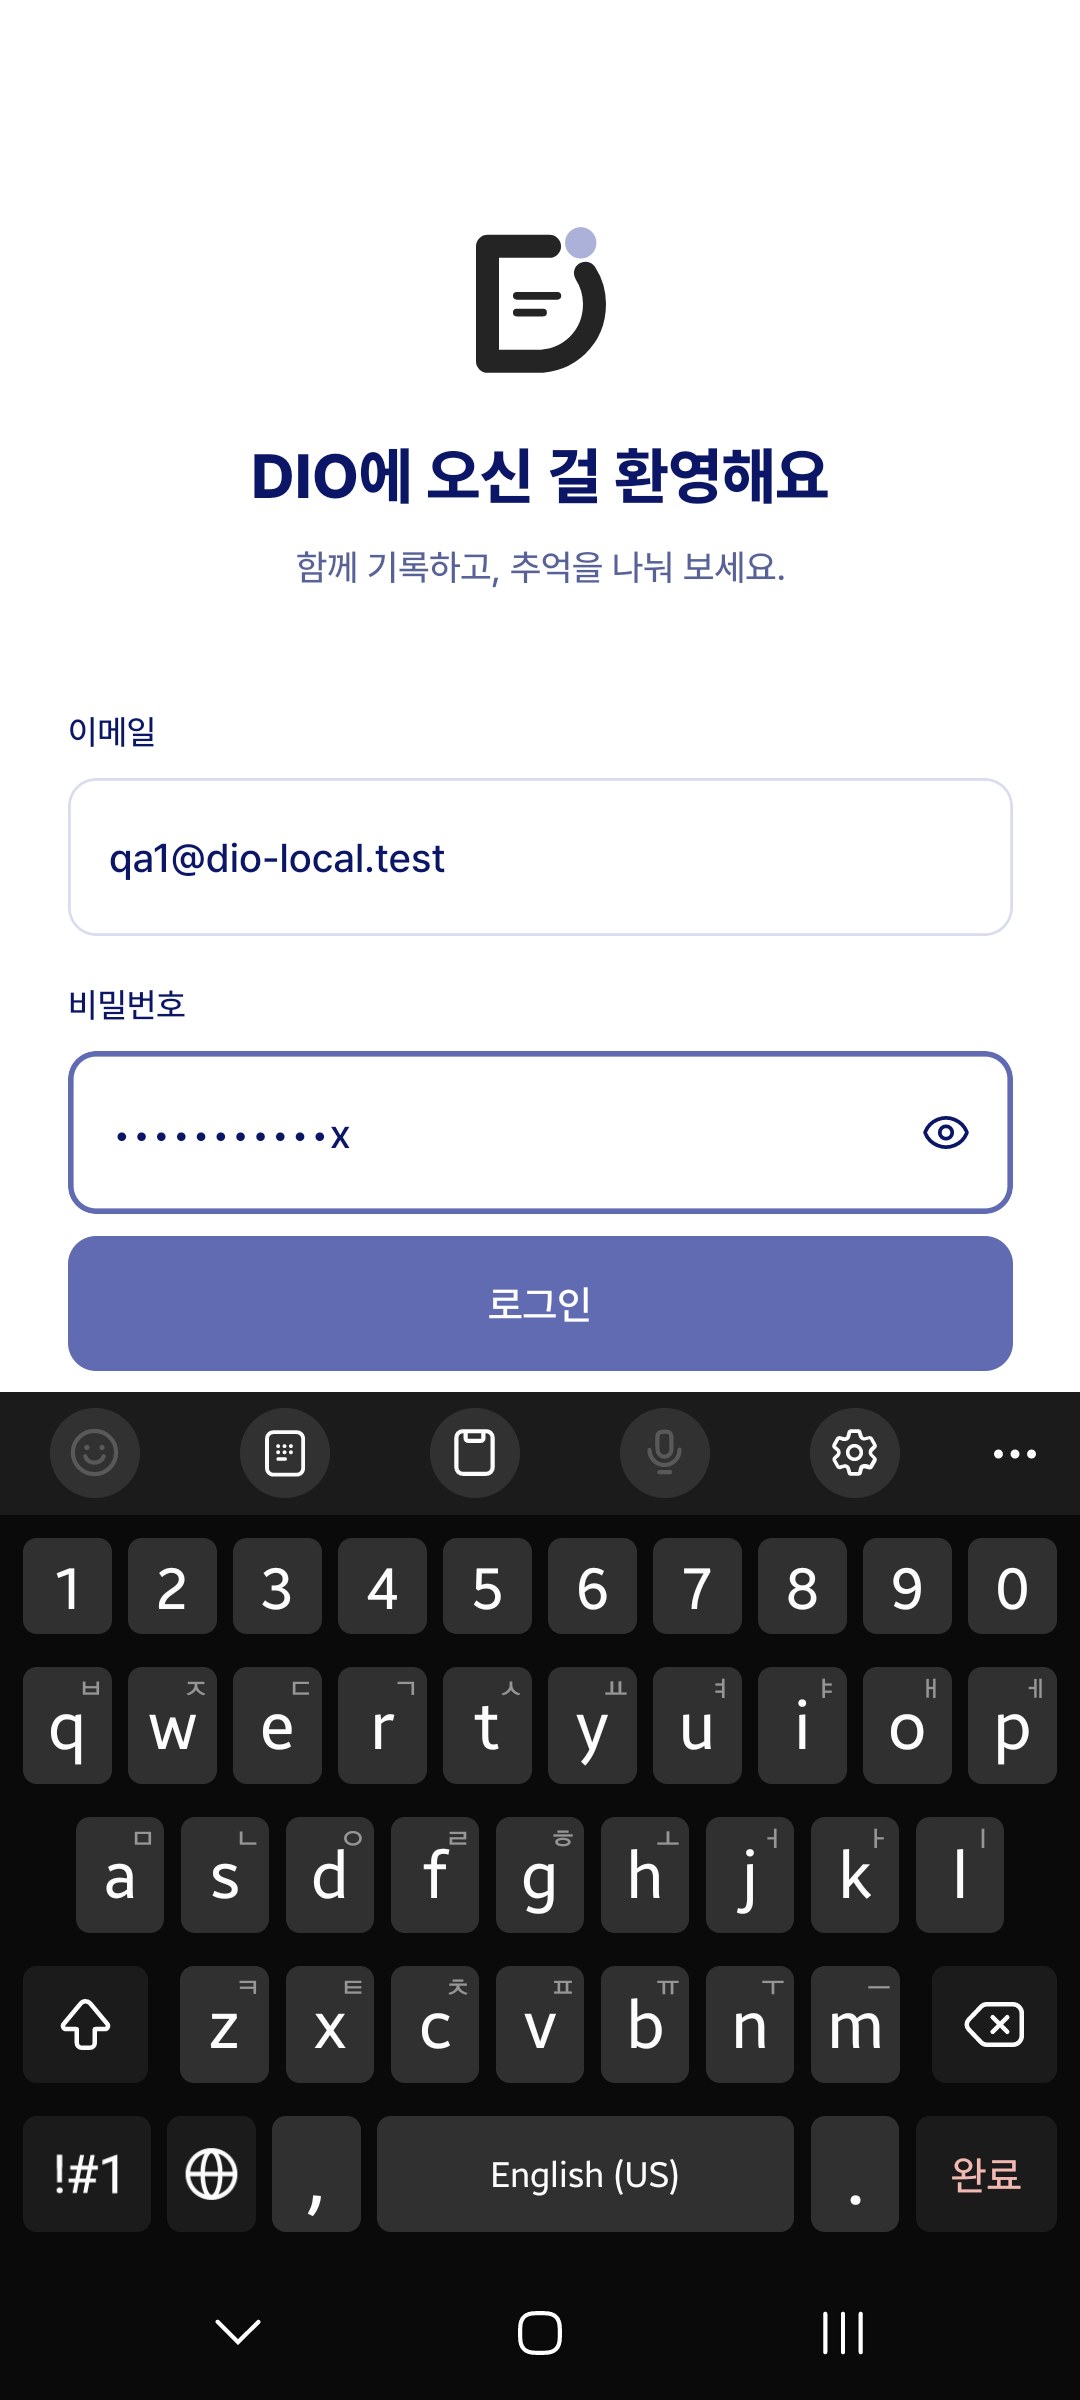 DIO에 오신 걸 환영해요
함께 기록하고, 추억을 나눠 보세요.
이메일
qa1@dio-local.test
비밀번호
•••••••••••x
로그인
1 2 3 4 5 6 7 8 9 0
ㅂ ㅈ ㄷ ㄱ ㅅ ㅛ ㅕ ㅑ ㅐ ㅔ
q w e r t y u i o p
ㅁ ㄴ ㅇ ㄹ ㅎ ㅗ ㅓ ㅏ ㅣ
a s d f g h j k l
ㅋ ㅌ ㅊ ㅍ ㅠ ㅜ ㅡ
z x c v b n m
!#1 , English (US) . 완료